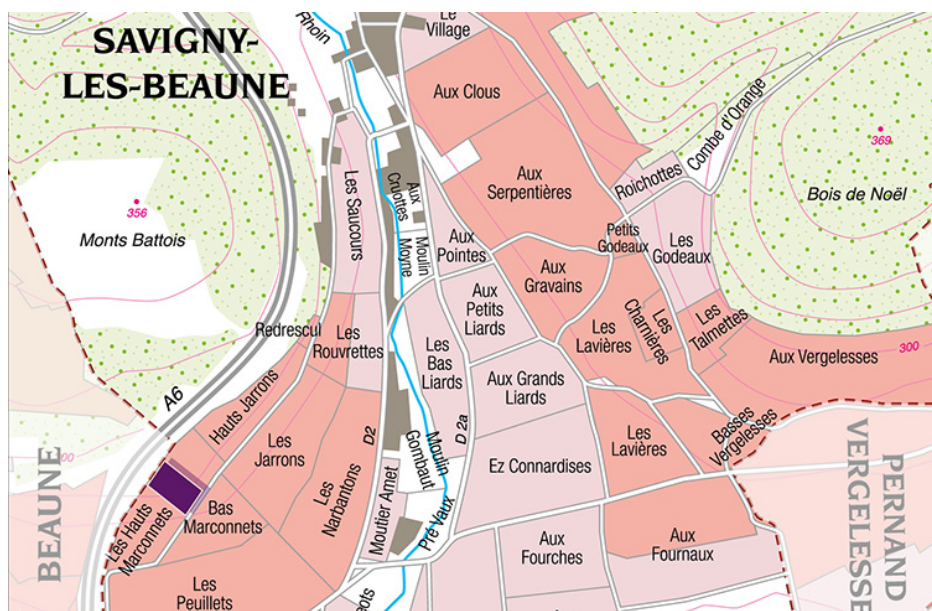 SAVIGNY-
LES-BEAUNE
Rhoin
Le
Village
Aux Clous
Combe d'Orange
369
Bois de Noël
Roichottes
Aux
Serpentières
Les Saucours
Aux
Cruottes
356
Monts Battois
Moulin
Moyne
Aux
Pointes
Petits
Godeaux
Les
Godeaux
Aux
Gravains
Aux
Petits
Liards
Les
Charnières
Les
Talmettes
Redrescul
Les
Rouvrettes
Les
Lavières
Aux Vergelesses
300
Les
Bas
Liards
Aux Grands
Liards
A6
Hauts Jarrons
D2
D 2a
Les
Jarrons
Les
Lavières
Basses
Vergelesses
Moulin
Gombaut
Ez Connardises
Les
Narbantons
Moutier Amet
Les Hauts
Marconnets
Bas
Marconnets
Pré Vaux
Aux
Fourches
Aux
Fournaux
BEAUNE
PERNAND
VERGELESSE
Les
Peuillets